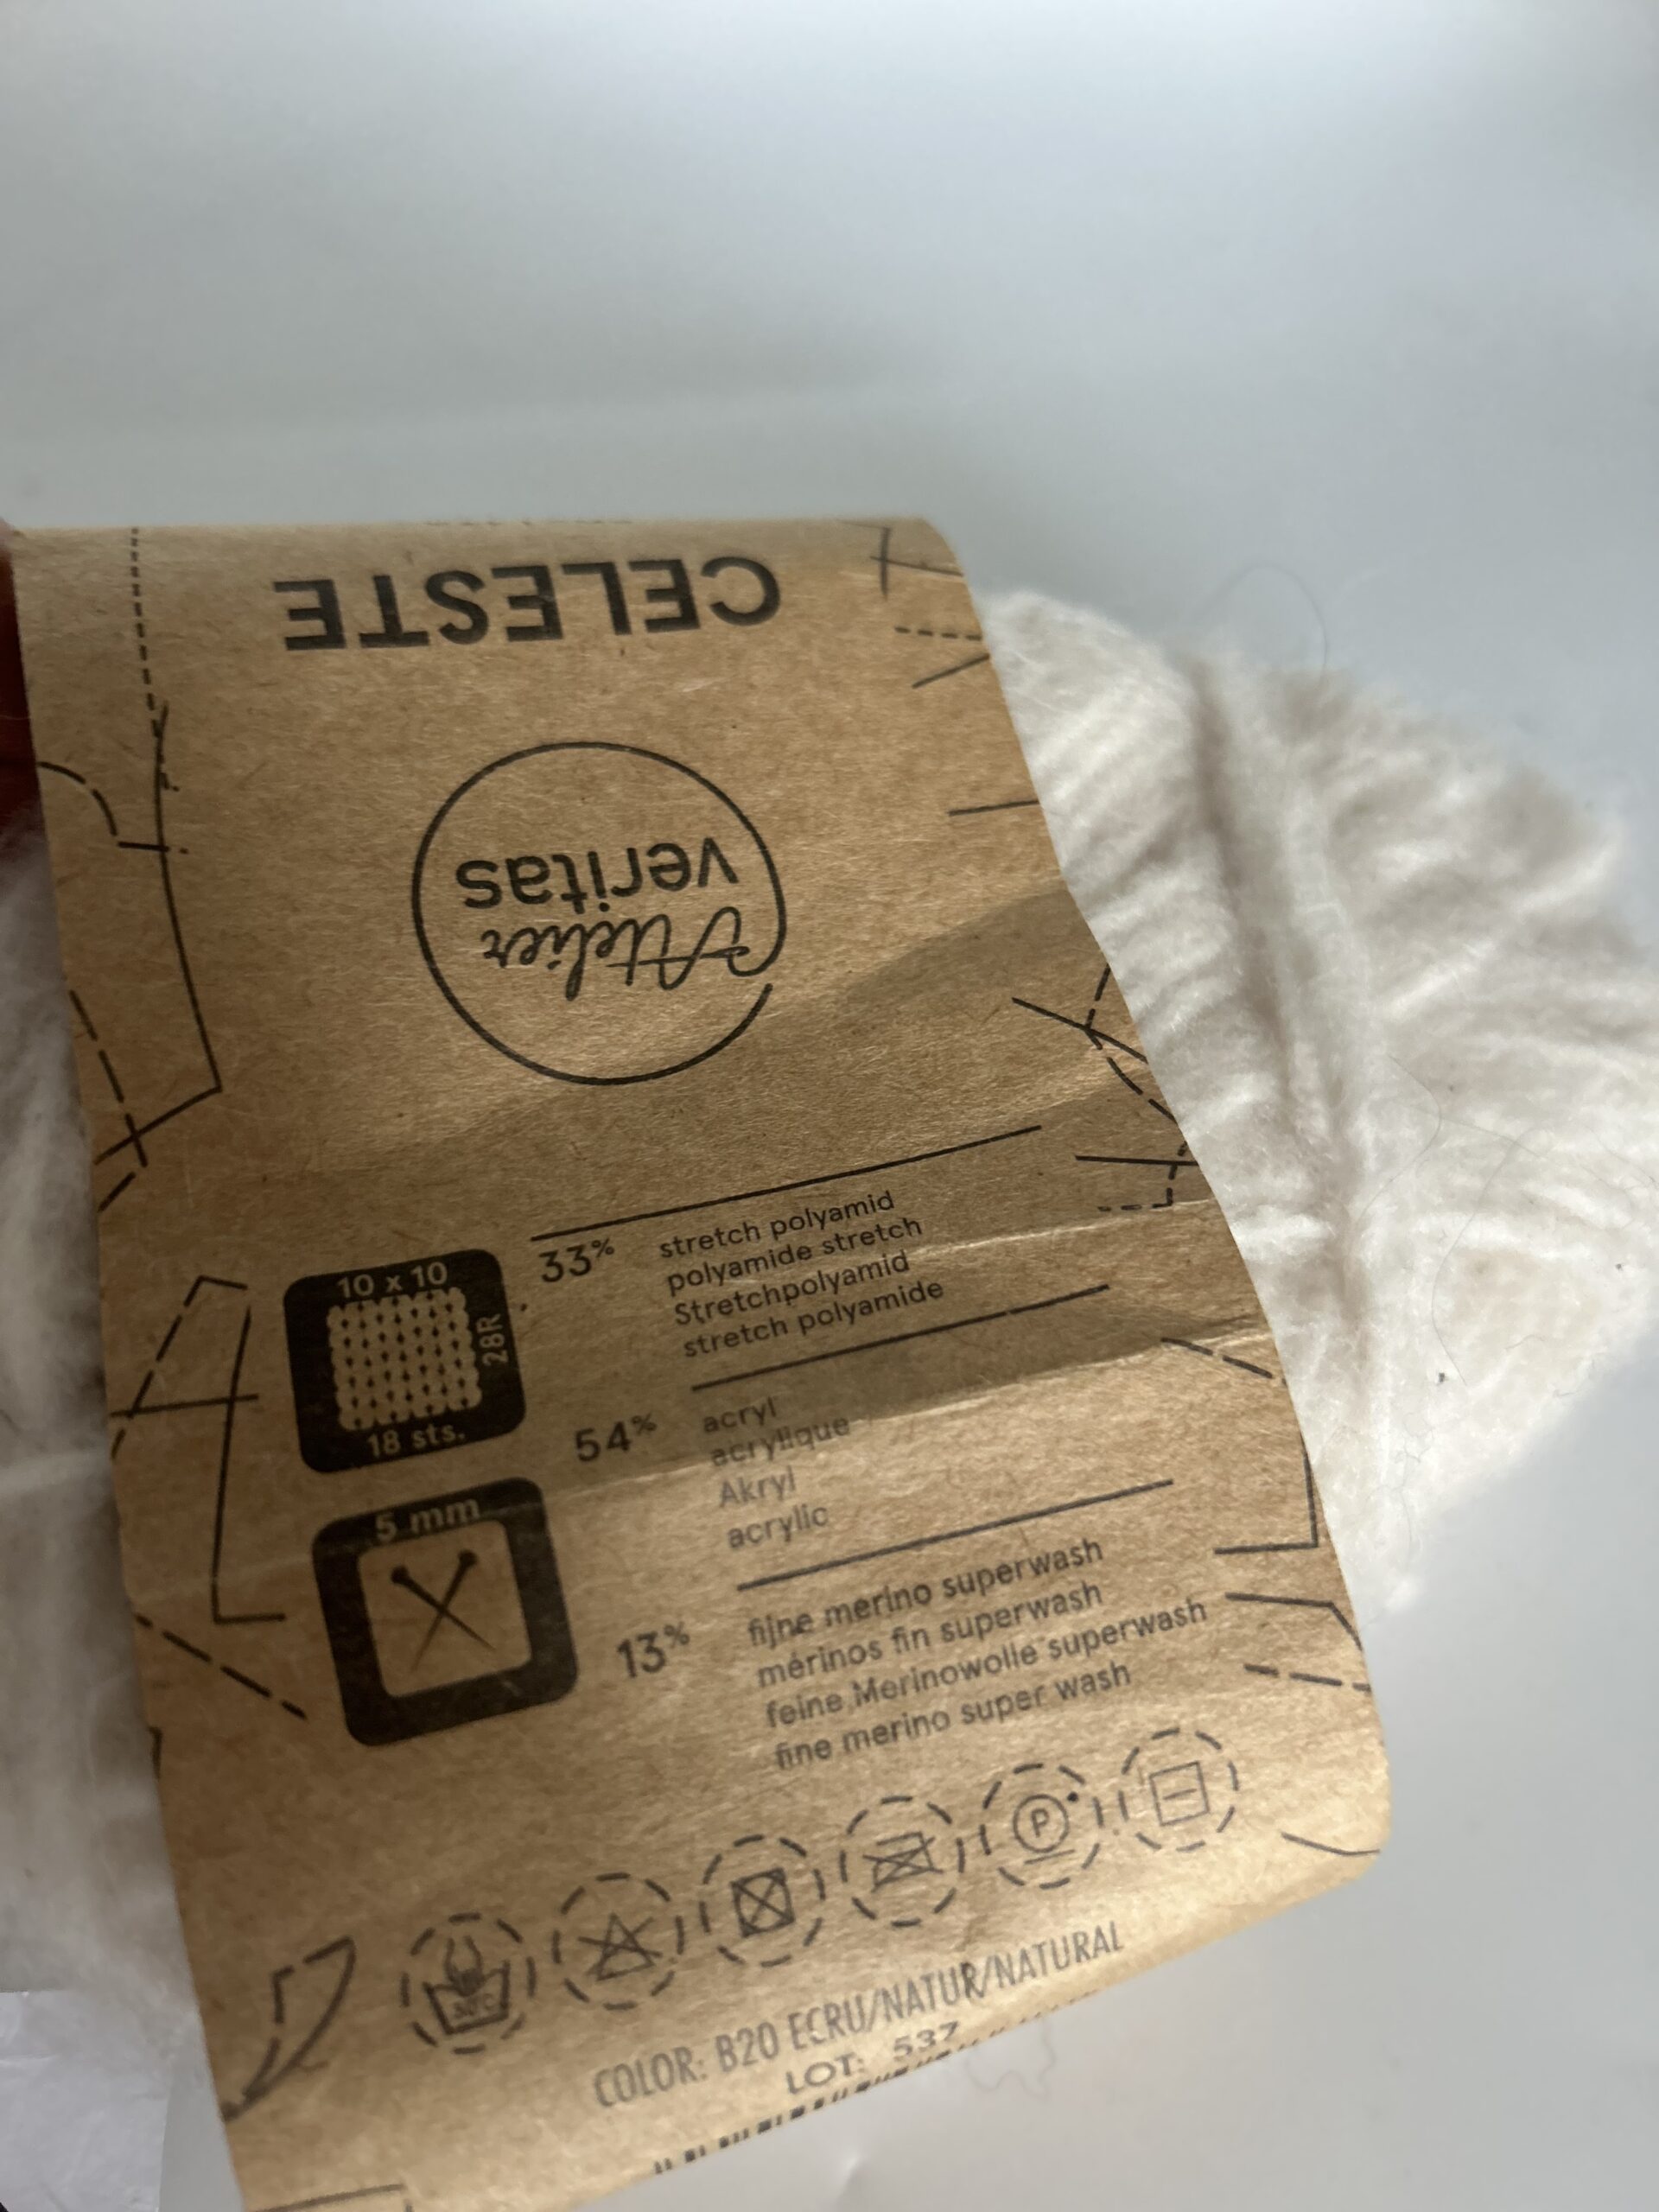 CELESTE
Atelier
veritas
33% stretch polyamid
polyamide stretch
Stretchpolyamid
stretch polyamide
10 x 10
28R
18 sts.
54% acryl
acrylique
Akryl
acrylic
5 mm
13% fijne merino superwash
mérinos fin superwash
feine Merinowolle superwash
fine merino super wash
P
COLOR: B20 ECRU/NATUR/NATURAL
LOT: 537